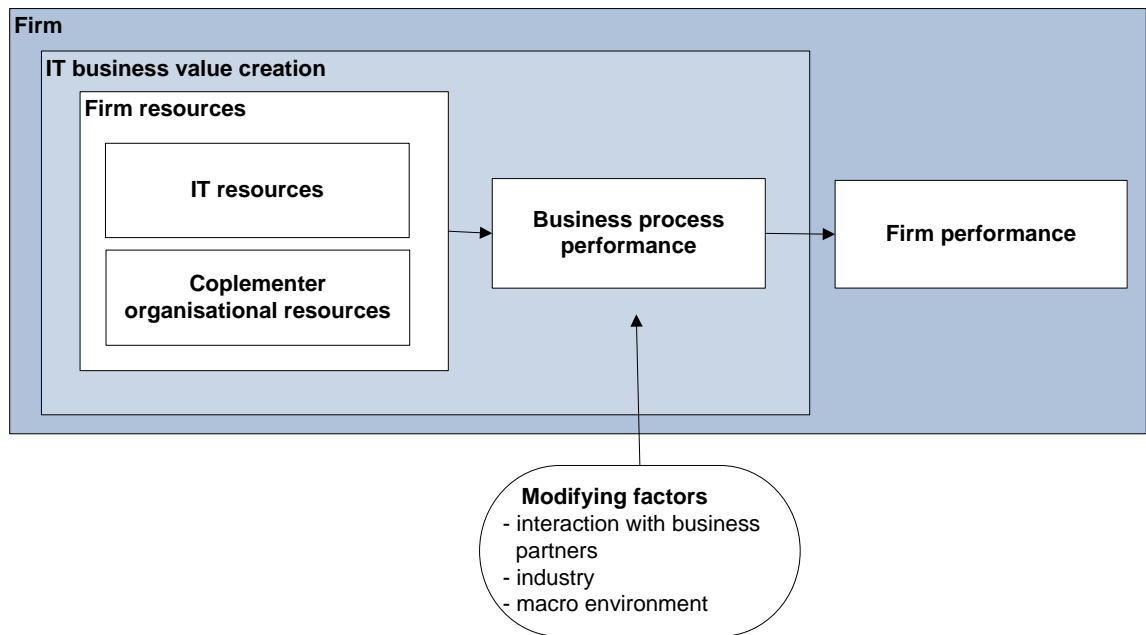 Firm
IT business value creation
Firm resources
IT resources
Coplementer
organisational resources
Business process
performance
Firm performance
Modifying factors
- interaction with business
partners
- industry
- macro environment